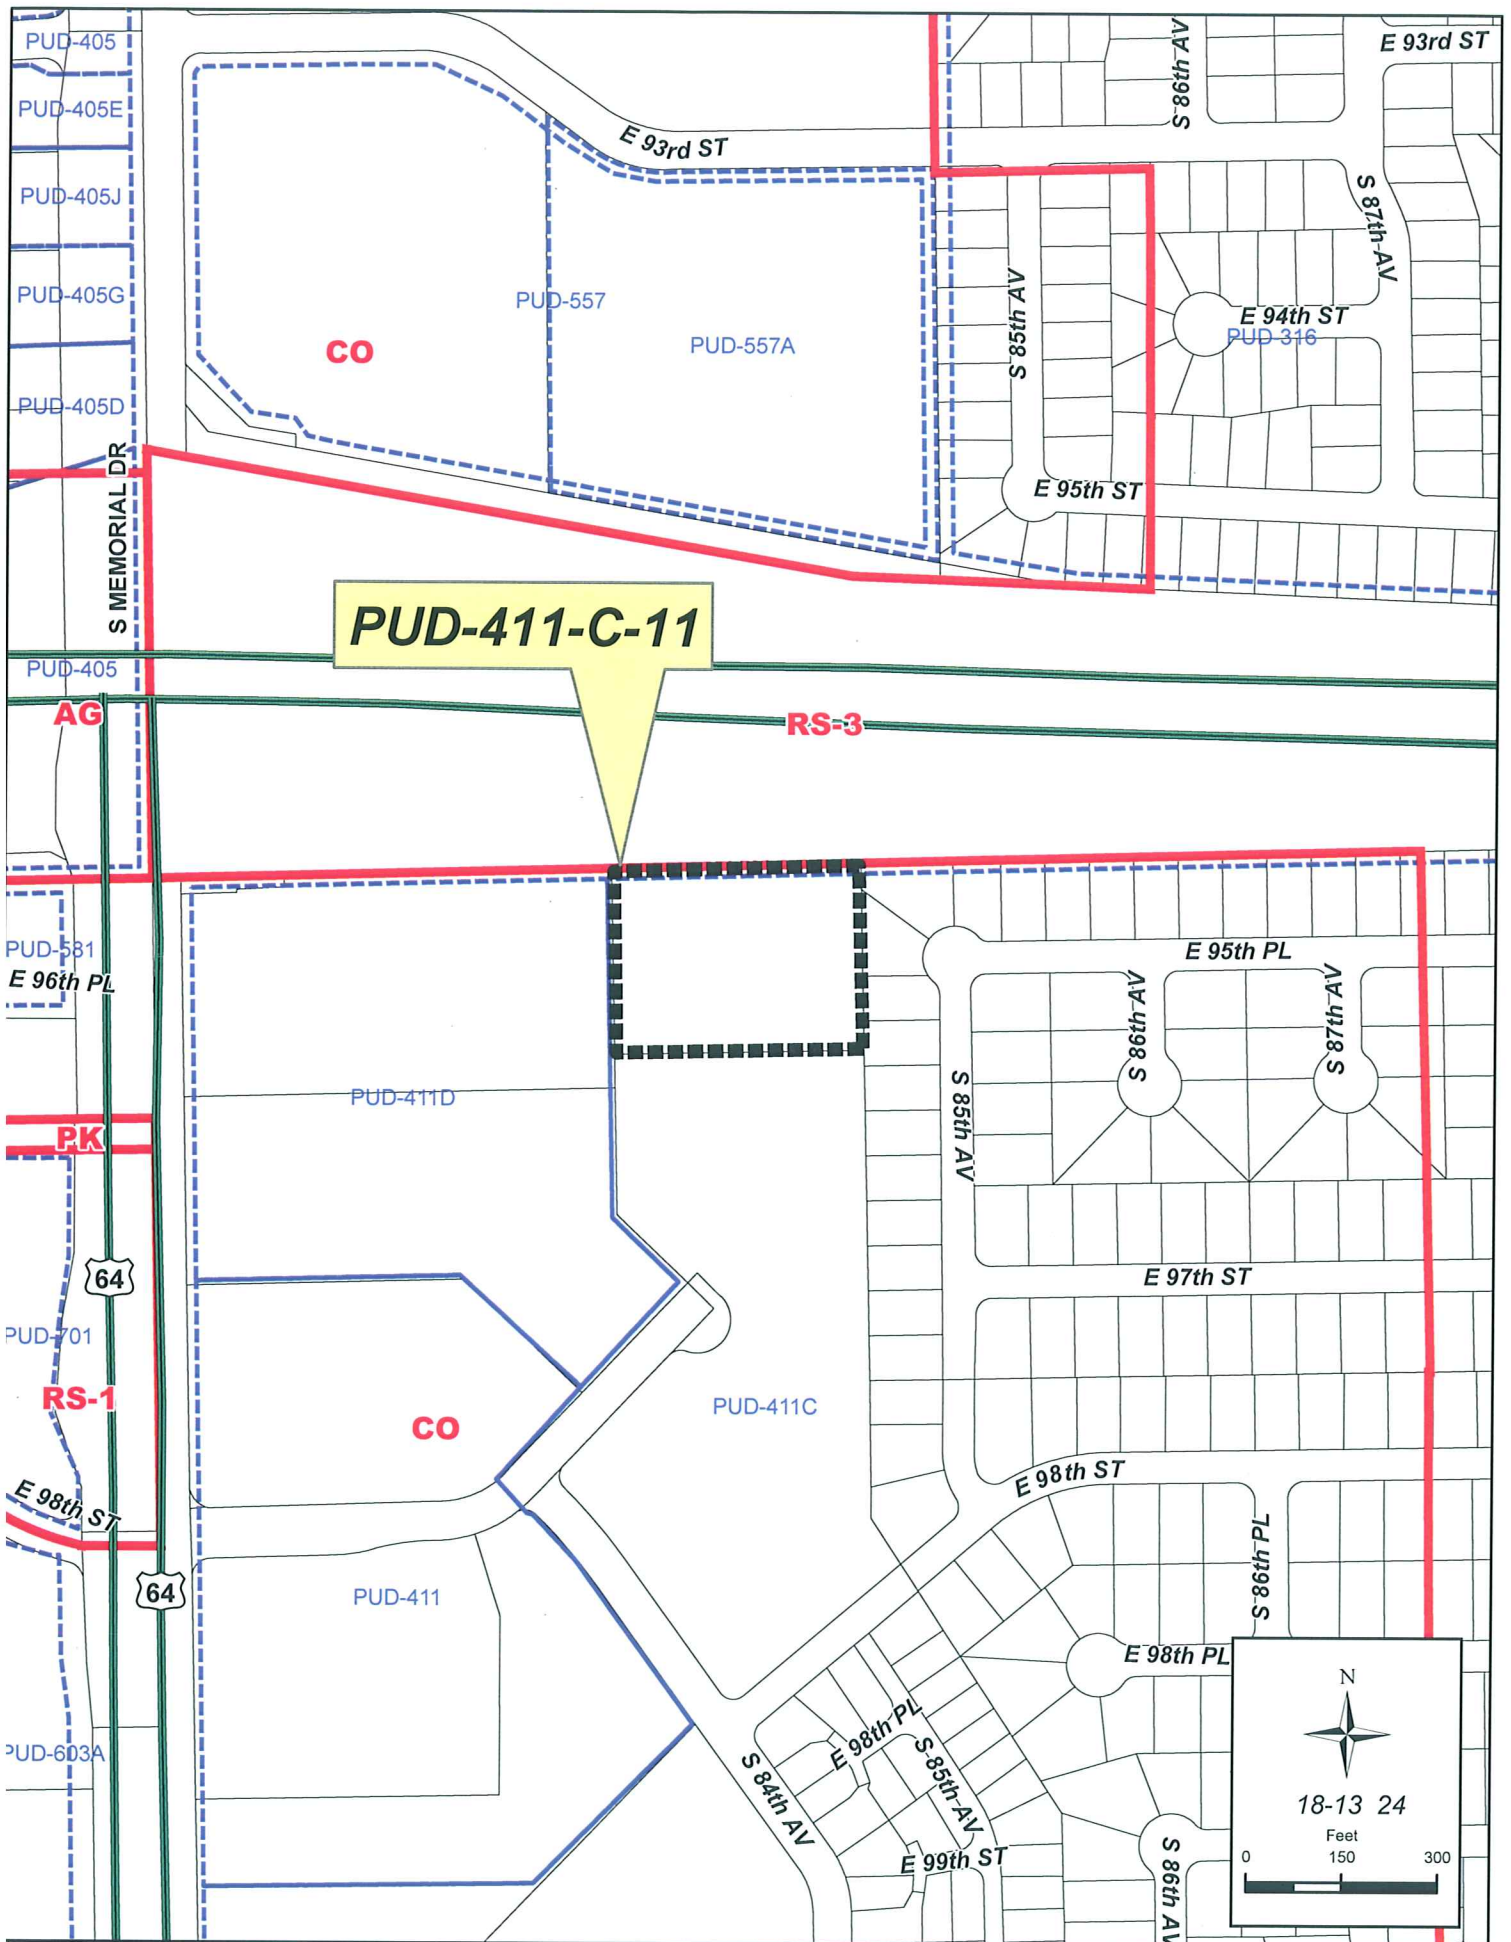 PUD-405
E 93rd ST
S 86th AV
PUD-405E
E 93rd ST
PUD-405J
S 87th AV
PUD-405G
PUD-557
E 94th ST
PUD-316
S 85th AV
CO
PUD-557A
PUD-405D
E 95th ST
S MEMORIAL DR
PUD-411-C-11
PUD-405
AG
RS-3
PUD-581
E 95th PL
E 96th PL
S 86th AV
S 87th AV
PUD-411D
S 85th AV
PK
64
E 97th ST
PUD-701
RS-1
PUD-411C
CO
E 98th ST
E 98th ST
S 86th PL
64
PUD-411
E 98th PL
N
E 98th PL
PUD-603A
S 84th AV
S 85th AV
18-13 24
Feet
0 150 300
E 99th ST
S 86th AV